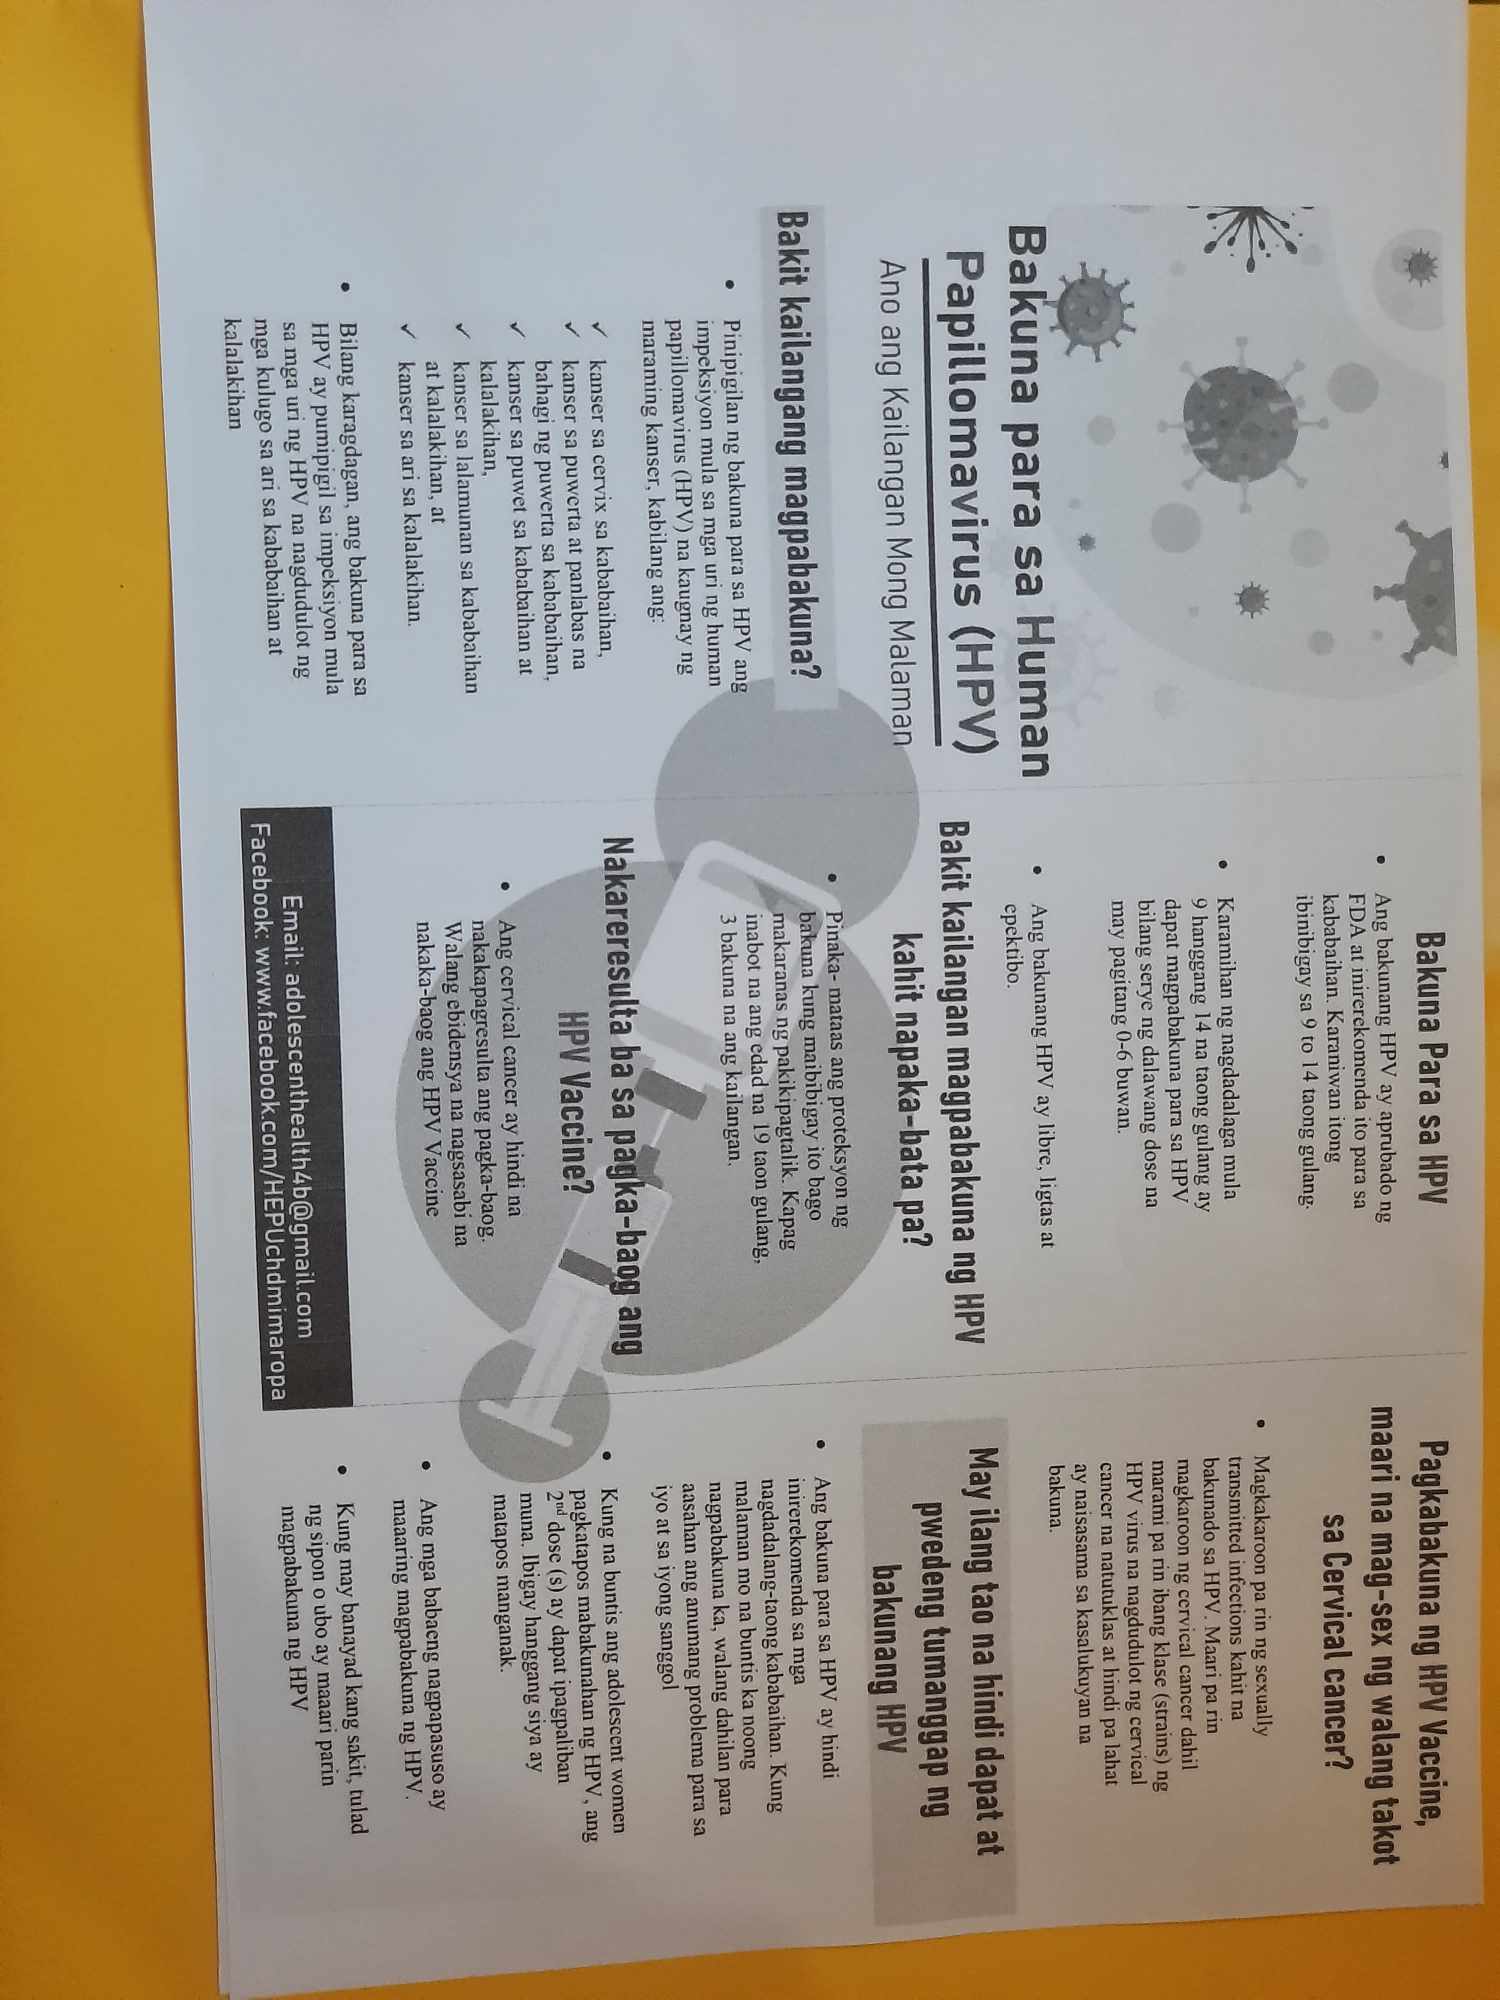 Bakuna para sa Human
Papillomavirus (HPV)
Ano ang Kailangan Mong Malaman
Bakit kailangang magpabakuna?
• Pinipigilan ng bakuna para sa HPV ang
impeksiyon mula sa mga uri ng human
papillomavirus (HPV) na kaugnay ng
maraming kanser, kabilang ang:
✓ kanser sa cervix sa kababaihan,
✓ kanser sa puwerta at panlabas na
bahagi ng puwerta sa kababaihan,
✓ kanser sa puwet sa kababaihan at
kalalakihan,
✓ kanser sa lalamunan sa kababaihan
at kalalakihan, at
✓ kanser sa ari sa kalalakihan.
• Bilang karagdagan, ang bakuna para sa
HPV ay pumipigil sa impeksiyon mula
sa mga uri ng HPV na nagdudulot ng
mga kulugo sa ari sa kababaihan at
kalalakihan
Bakuna Para sa HPV
• Ang bakunang HPV ay aprubado ng
FDA at inirerekomenda ito para sa
kababaihan. Karaniwan itong
ibinibigay sa 9 to 14 taong gulang.
• Karamihan ng nagdadalaga mula
9 hanggang 14 na taong gulang ay
dapat magpabakuna para sa HPV
bilang serye ng dalawang dose na
may pagitang 0-6 buwan.
• Ang bakunang HPV ay libre, ligtas at
epektibo.
Bakit kailangan magpabakuna ng HPV
kahit napaka-bata pa?
• Pinaka- mataas ang proteksyon ng
bakuna kung maibibigay ito bago
makaranas ng pakikipagtalik. Kapag
inabot na ang edad na 19 taon gulang,
3 bakuna na ang kailangan.
Nakareresulta ba sa pagka-baog ang
HPV Vaccine?
• Ang cervical cancer ay hindi na
nakakapagresulta ang pagka-baog.
Walang ebidensya na nagsasabi na
nakaka-baog ang HPV Vaccine
Email: adolescenthealth4b@gmail.com
Facebook: www.facebook.com/HEPUchdmimaropa
Pagkabakuna ng HPV Vaccine,
maari na mag-sex ng walang takot
sa Cervical cancer?
• Magkakaroon pa rin ng sexually
transmitted infections kahit na
bakunado sa HPV. Maari pa rin
magkaroon ng cervical cancer dahil
marami pa rin ibang klase (strains) ng
HPV virus na nagdudulot ng cervical
cancer na natutuklas at hindi pa lahat
ay naisasama sa kasalukuyan na
bakuna.
May ilang tao na hindi dapat at
pwedeng tumanggap ng
bakunang HPV
• Ang bakuna para sa HPV ay hindi
inirerekomenda sa mga
nagdadalang-taong kababaihan. Kung
malaman mo na buntis ka noong
nagpabakuna ka, walang dahilan para
aasahan ang anumang problema para sa
iyo at sa iyong sanggol
• Kung na buntis ang adolescent women
pagkatapos mabakunahan ng HPV, ang
2nd dose (s) ay dapat ipagpaliban
muna. Ibigay hanggang siya ay
matapos manganak.
• Ang mga babaeng nagpapasuso ay
maaaring magpabakuna ng HPV.
• Kung may banayad kang sakit, tulad
ng sipon o ubo ay maaari parin
magpabakuna ng HPV